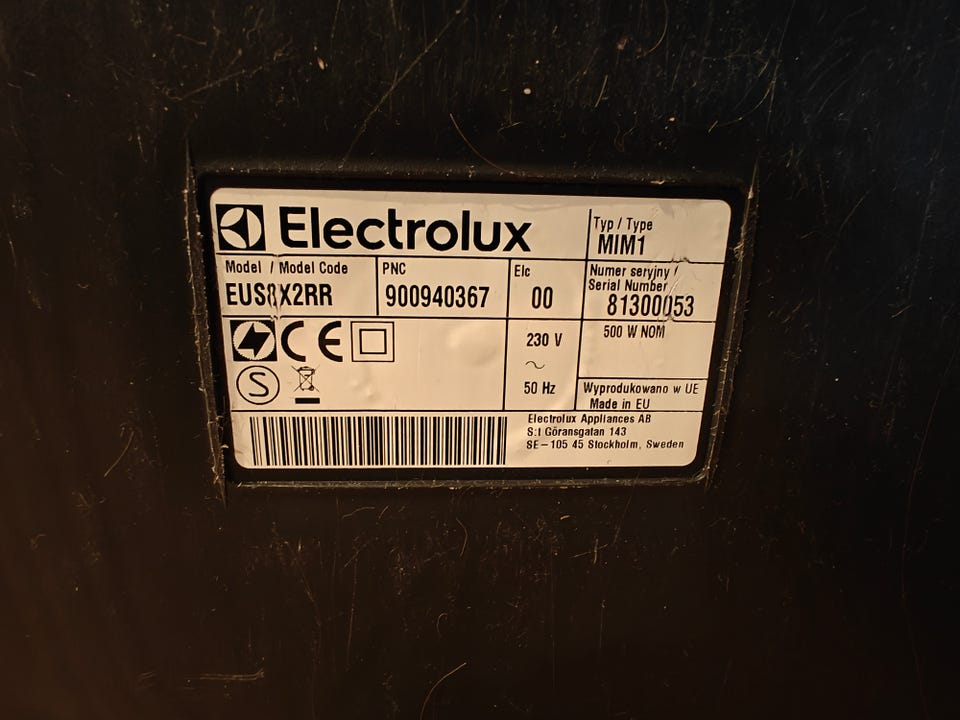 Electrolux
Typ / Type
MIM1
Model / Model Code
EUS8X2RR
PNC
900940367
Elc
00
Numer seryjny /
Serial Number
81300053
CE
S
230 V
~
50 Hz
500 W NOM
Wyprodukowano w UE
Made in EU
Electrolux Appliances AB
S:t Göransgatan 143
SE-105 45 Stockholm, Sweden